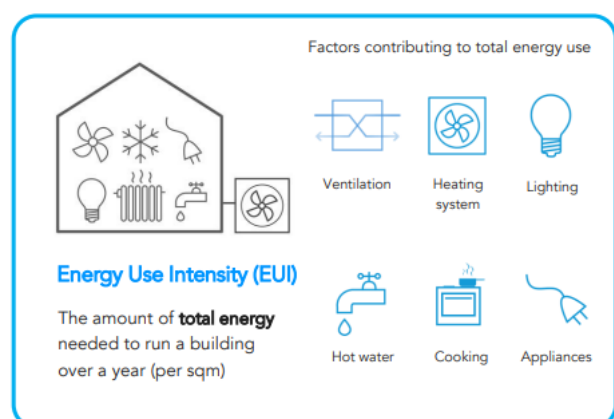 Factors contributing to total energy use
Ventilation
Heating
system
Lighting
Energy Use Intensity (EUI)
The amount of total energy
needed to run a building
over a year (per sqm)
Hot water
Cooking
Appliances